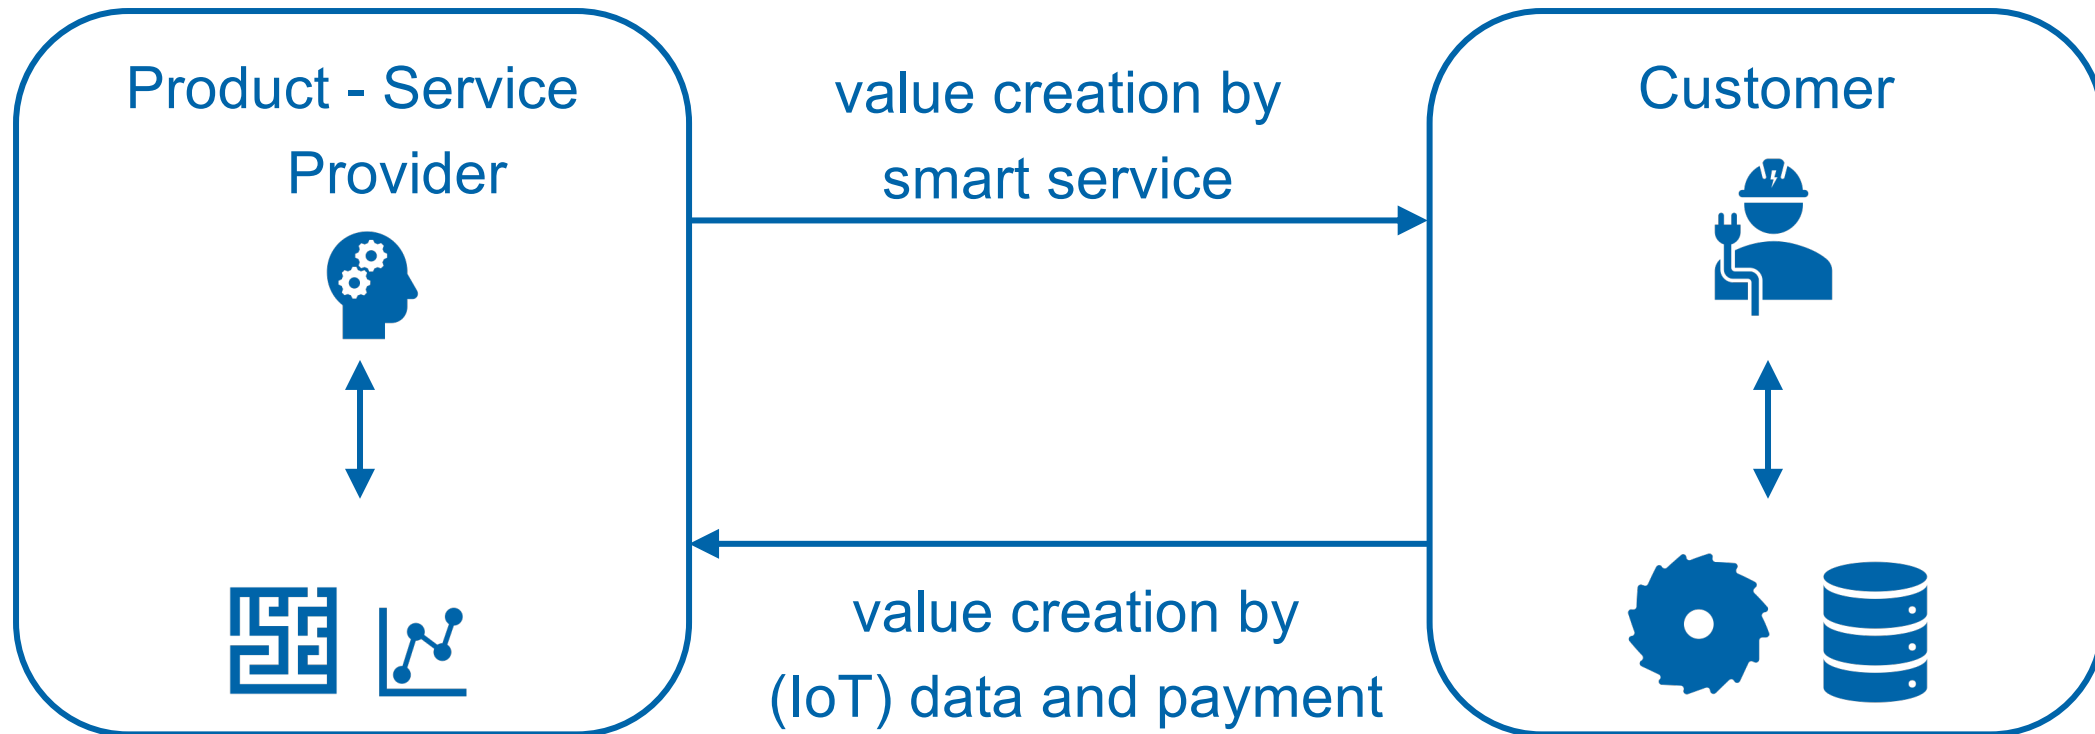 Product - Service
Provider
value creation by
smart service
Customer
value creation by
(IoT) data and payment